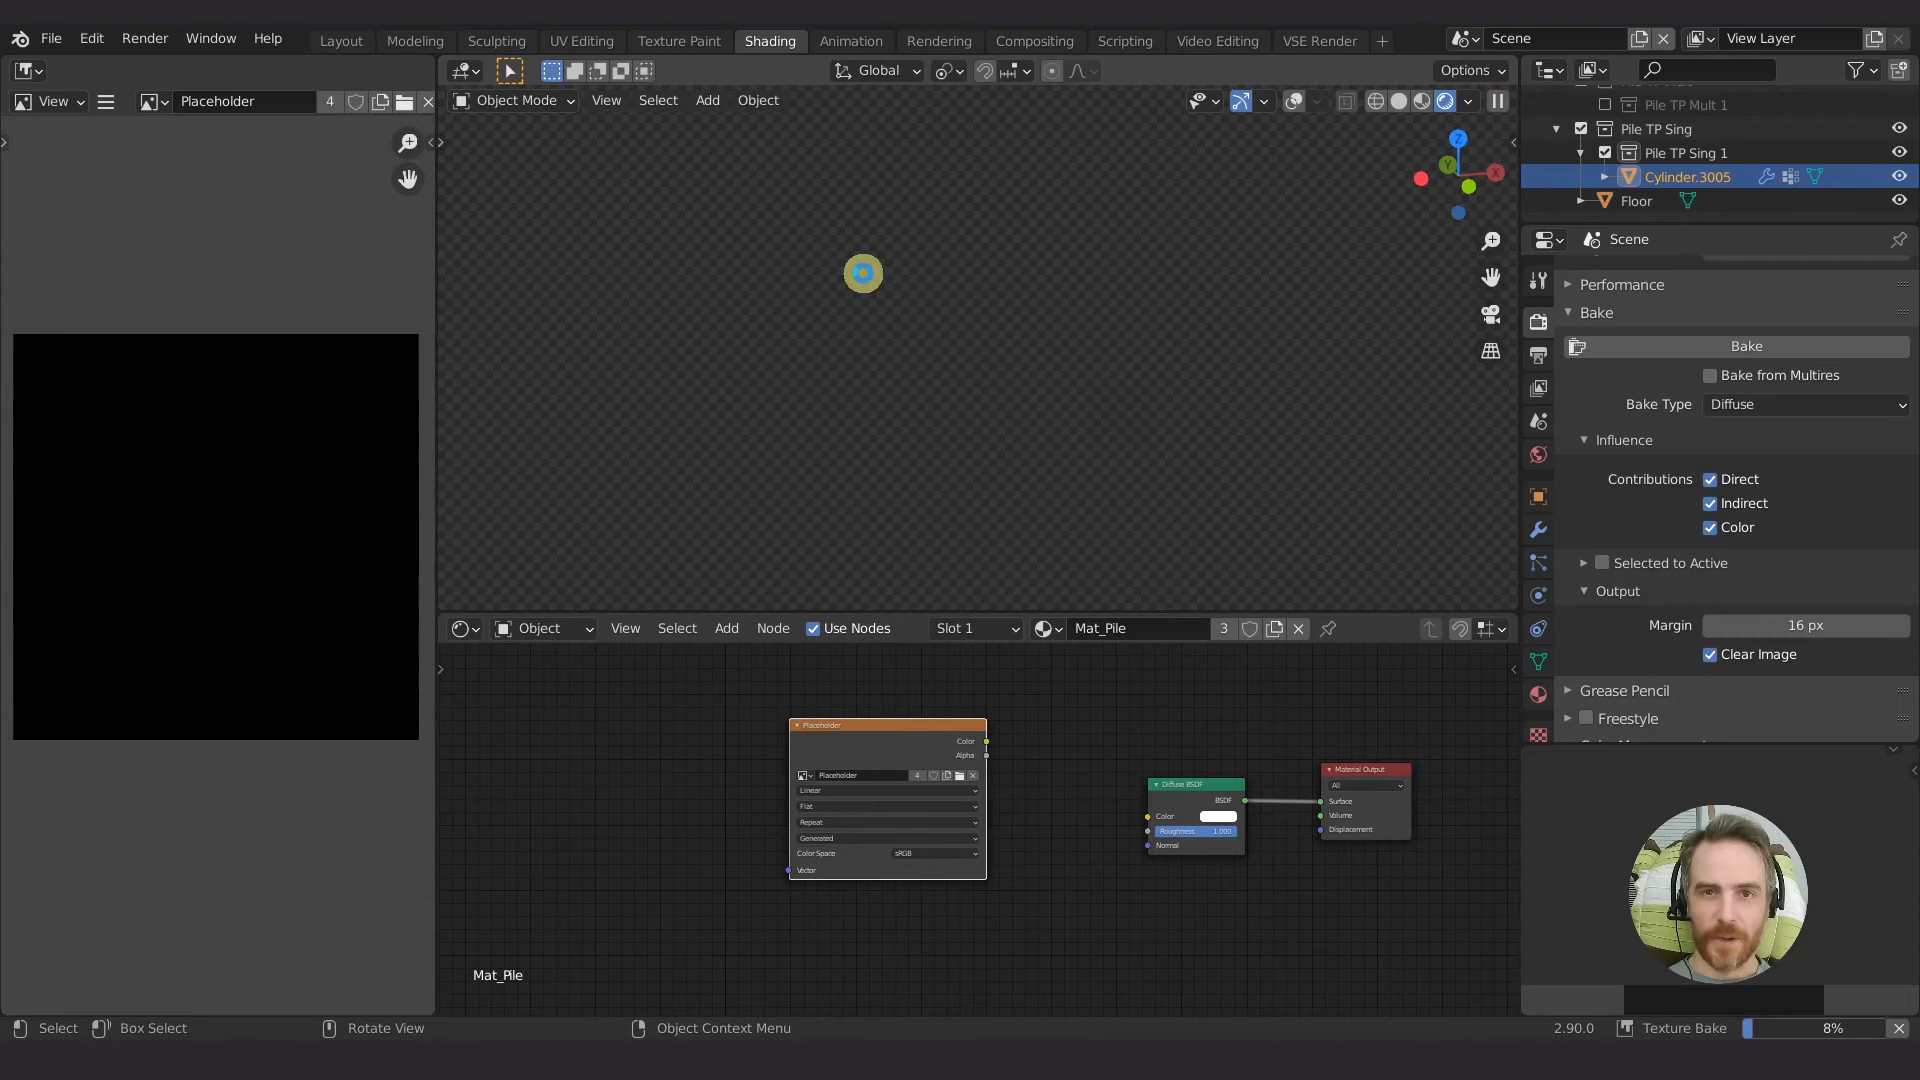 File Edit Render Window Help
Layout Modeling Sculpting UV Editing Texture Paint Shading Animation Rendering Compositing Scripting Video Editing VSE Render
Scene
View Layer
View
Placeholder
4
Global
Options
Object Mode View Select Add Object
Z
Y
X
Pile TP Mult 1
Pile TP Sing
Pile TP Sing 1
Cylinder.3005
Floor
Scene
Performance
Bake
Bake
Bake from Multires
Bake Type Diffuse
Influence
Contributions Direct
Indirect
Color
Selected to Active
Output
Margin 16 px
Clear Image
Grease Pencil
Freestyle
Object View Select Add Node Use Nodes Slot 1 Mat_Pile 3
Placeholder
Color
Alpha
Placeholder 4
Linear
Flat
Repeat
Generated
Color Space sRGB
Vector
Diffuse BSDF
BSDF
Color
Roughness 1.000
Normal
Material Output
All
Surface
Volume
Displacement
Mat_Pile
Select Box Select Rotate View Object Context Menu
2.90.0 Texture Bake 8%